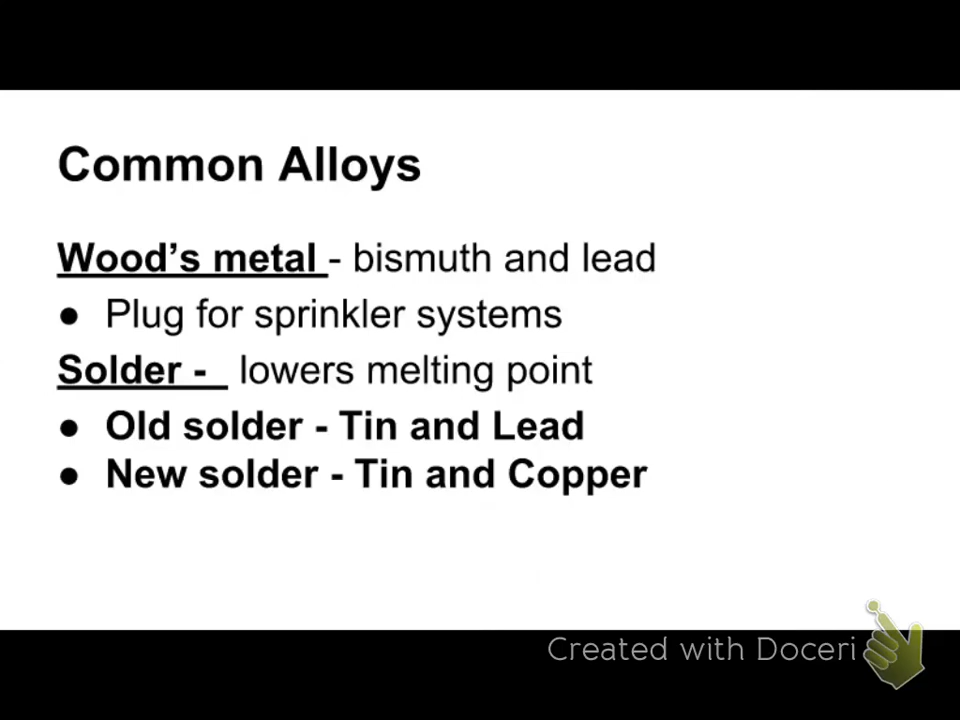 Common Alloys
Wood’s metal - bismuth and lead
● Plug for sprinkler systems
Solder - lowers melting point
● Old solder - Tin and Lead
● New solder - Tin and Copper
Created with Doceri